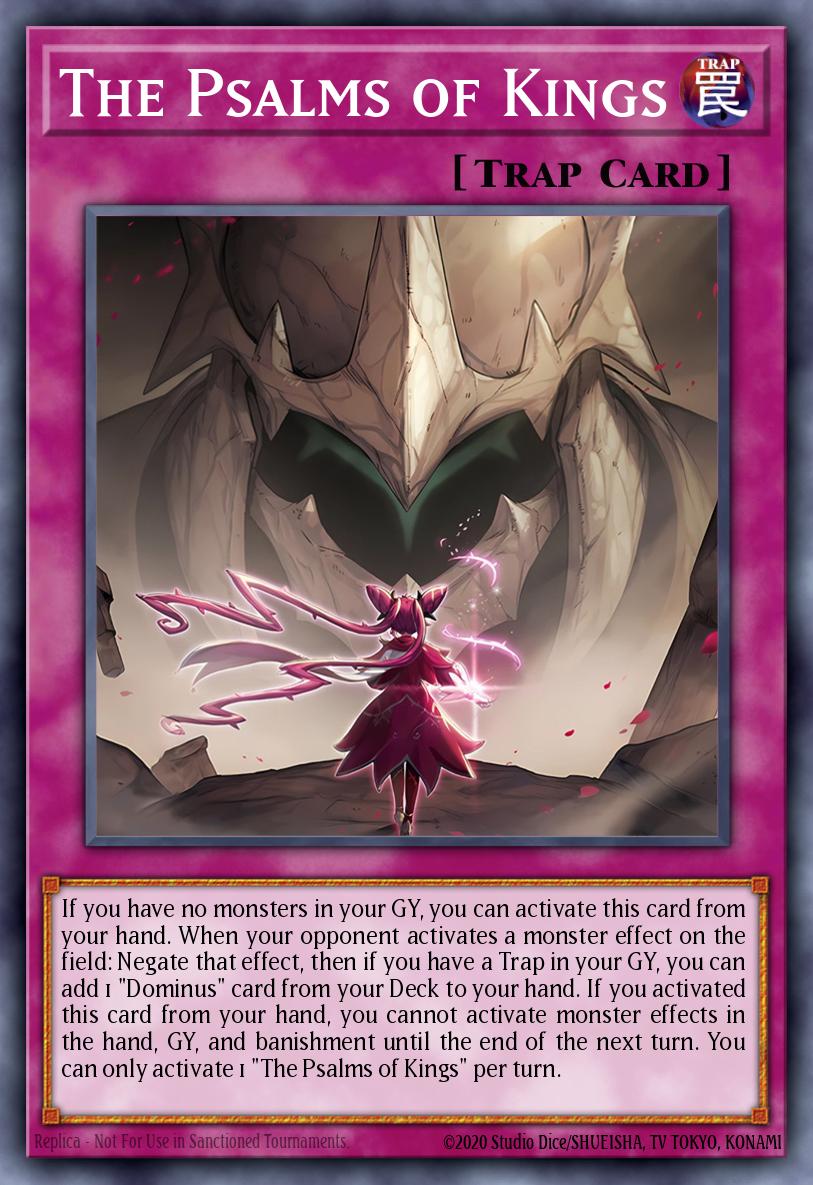 The Psalms of Kings
TRAP
罠
[Trap Card]
If you have no monsters in your GY, you can activate this card from
your hand. When your opponent activates a monster effect on the
field: Negate that effect, then if you have a Trap in your GY, you can
add 1 "Dominus" card from your Deck to your hand. If you activated
this card from your hand, you cannot activate monster effects in
the hand, GY, and banishment until the end of the next turn. You
can only activate 1 "The Psalms of Kings" per turn.
Replica - Not For Use in Sanctioned Tournaments.
©2020 Studio Dice/SHUEISHA, TV TOKYO, KONAMI